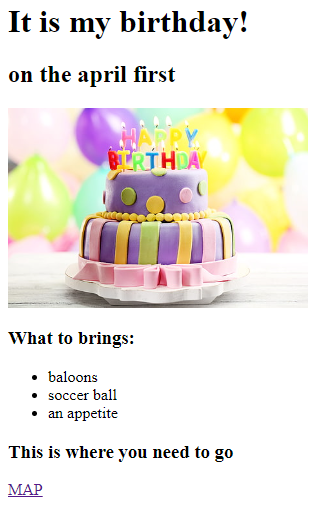 It is my birthday!
on the april first
HAPPY
BIRTHDAY
What to brings:
baloons
soccer ball
an appetite
This is where you need to go
MAP